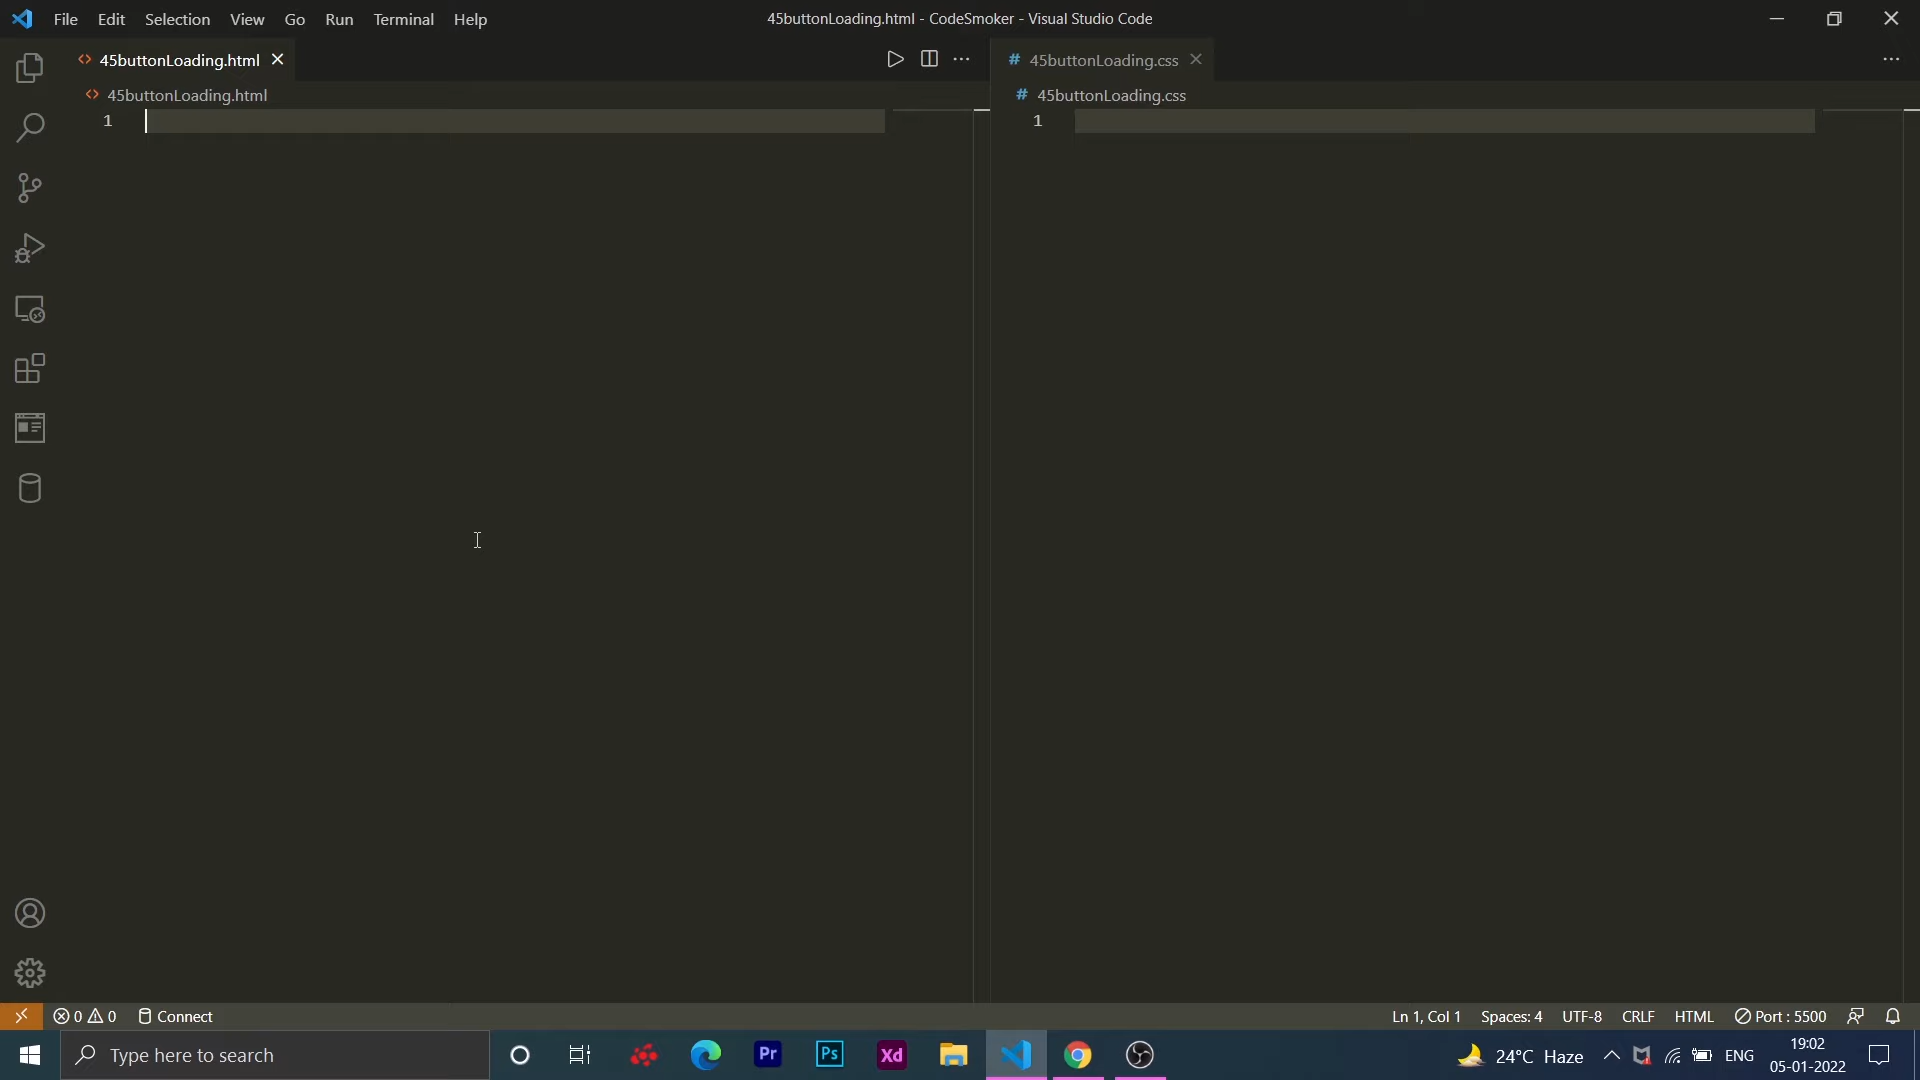 File Edit Selection View Go Run Terminal Help
45buttonLoading.html - CodeSmoker - Visual Studio Code
45buttonLoading.html
45buttonLoading.css
45buttonLoading.html
45buttonLoading.css
1
1
0 0 Connect
Ln 1, Col 1 Spaces: 4 UTF-8 CRLF HTML Port : 5500
Type here to search
Pr
Ps
Xd
24°C Haze
ENG
19:02
05-01-2022